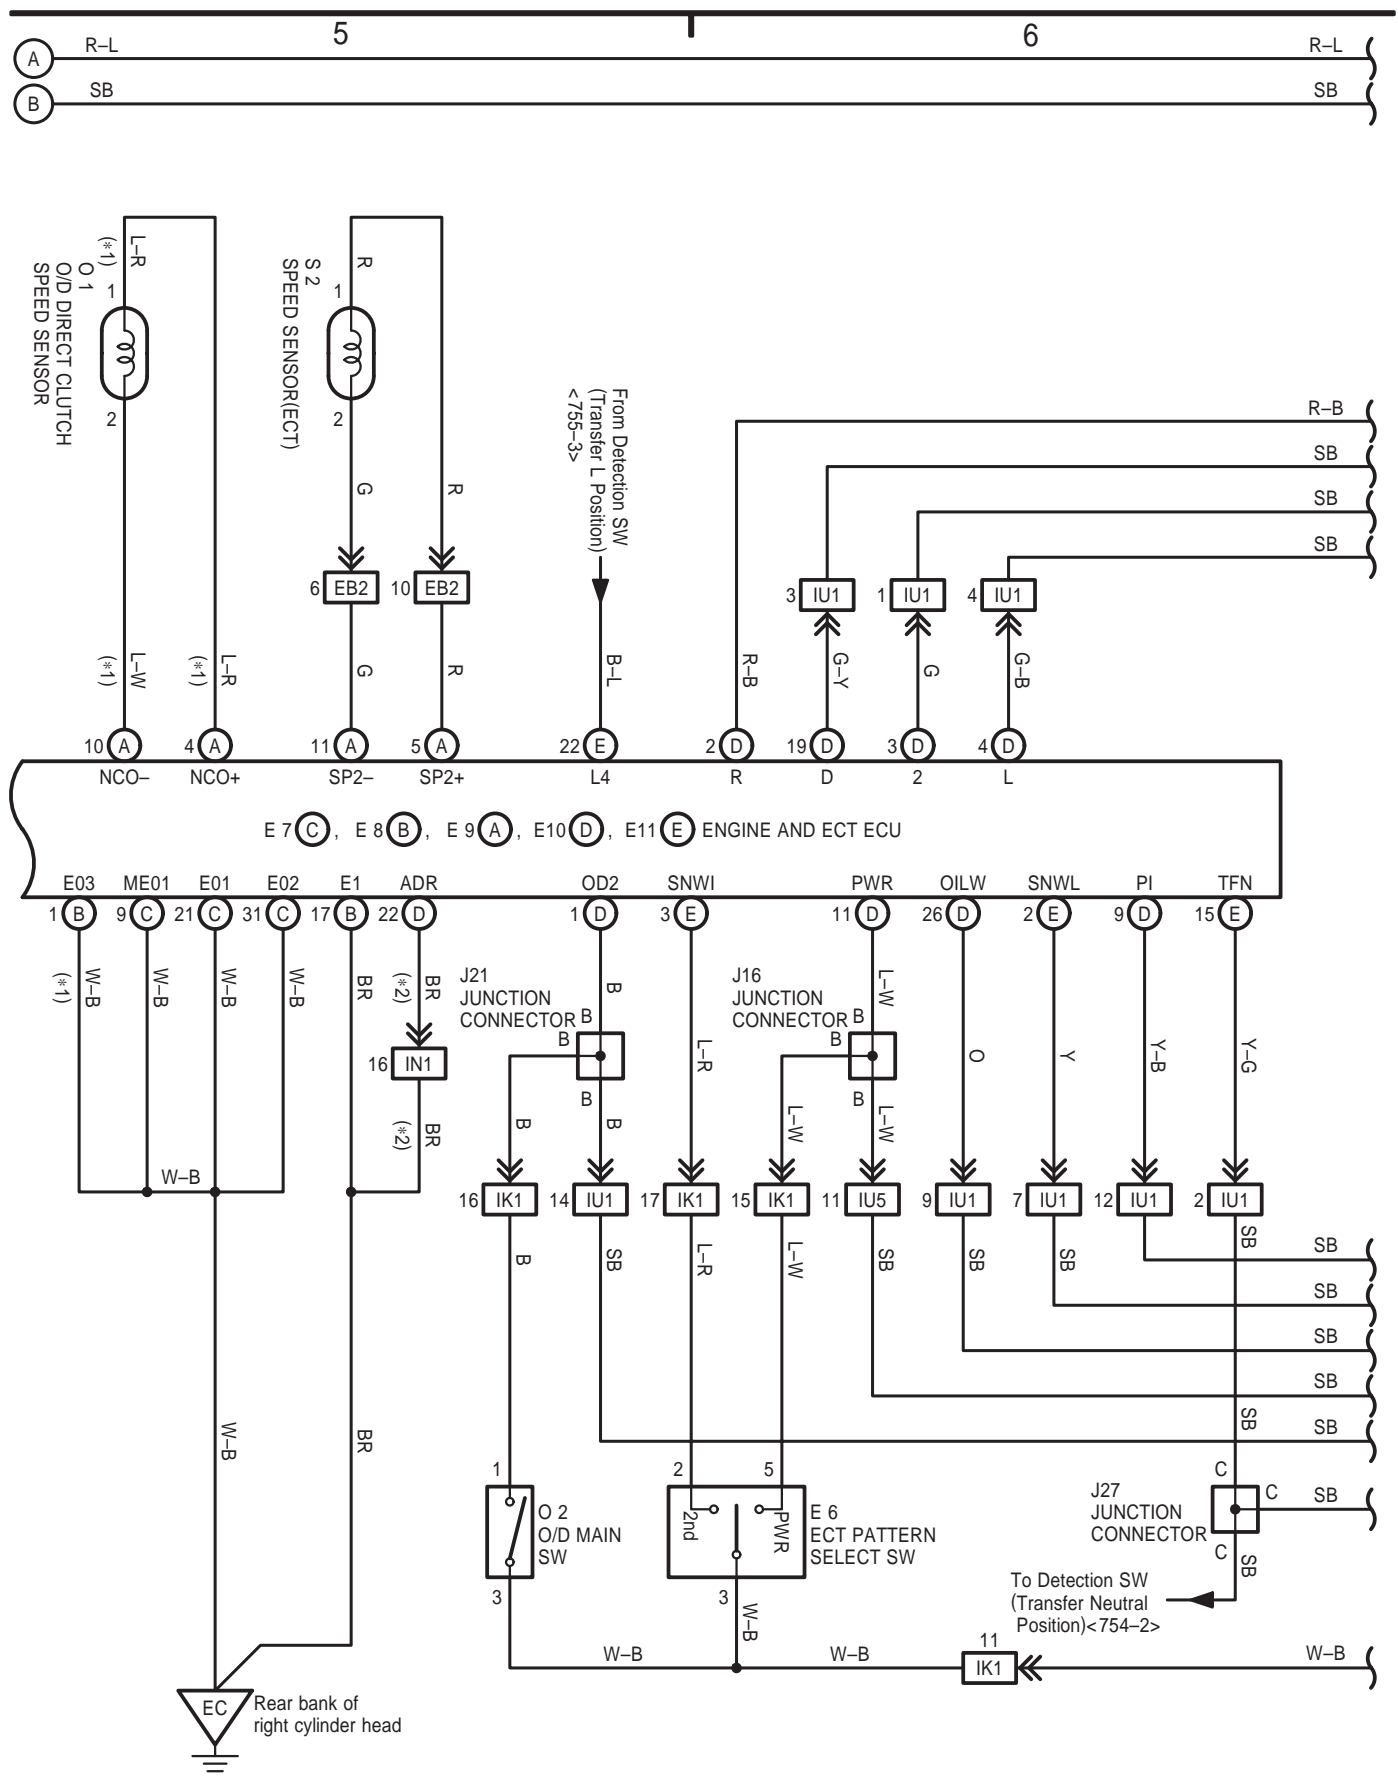 5
6
A
R–L
R–L
B
SB
SB
L–R
(*1)
O 1
O/D DIRECT CLUTCH
SPEED SENSOR
1
2
R
S 2
SPEED SENSOR(ECT)
1
2
From Detection SW
(Transfer L Position)
<755–3>
R–B
SB
SB
SB
G
R
6 EB2
10 EB2
3 IU1
1 IU1
4 IU1
L–W
(*1)
L–R
(*1)
G
R
B–L
R–B
G–Y
G
G–B
10 A
4 A
11 A
5 A
22 E
2 D
19 D
3 D
4 D
NCO–
NCO+
SP2–
SP2+
L4
R
D
2
L
E 7 C , E 8 B , E 9 A , E10 D , E11 E ENGINE AND ECT ECU
E03
ME01
E01
E02
E1
ADR
OD2
SNWI
PWR
OILW
SNWL
PI
TFN
1 B
9 C
21 C
31 C
17 B
22 D
1 D
3 E
11 D
26 D
2 E
9 D
15 E
W–B
(*1)
W–B
W–B
W–B
BR
BR
(*2)
J21
JUNCTION
CONNECTOR
B
B
B
B
J16
JUNCTION
CONNECTOR
L–W
B
B
B
L–R
O
Y
Y–B
Y–G
16 IN1
BR
(*2)
B
B
L–W
L–W
W–B
16 IK1
14 IU1
17 IK1
15 IK1
11 IU5
9 IU1
7 IU1
12 IU1
2 IU1
B
SB
L–R
L–W
SB
SB
SB
SB
SB
SB
SB
SB
SB
W–B
BR
SB
1
2
5
C
O 2
O/D MAIN
SW
3
2nd
PWR
E 6
ECT PATTERN
SELECT SW
3
J27
JUNCTION
CONNECTOR
C
SB
C
SB
To Detection SW
(Transfer Neutral
Position)<754–2>
W–B
W–B
W–B
11
IK1
W–B
EC
Rear bank of
right cylinder head